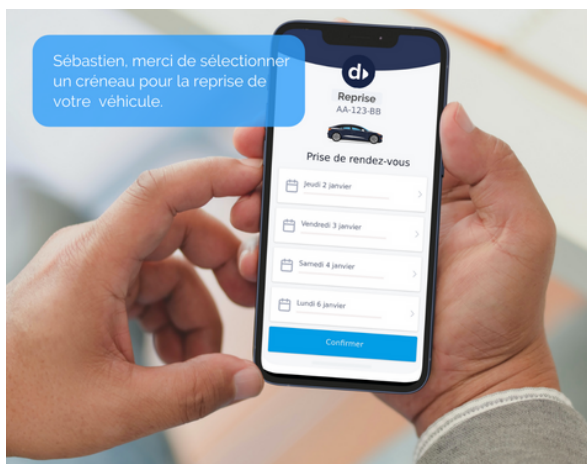 Sébastien, merci de sélectionner
un créneau pour la reprise de
votre véhicule.
d
Reprise
AA-123-BB
Prise de rendez-vous
Jeudi 2 janvier
Vendredi 3 janvier
Samedi 4 janvier
Lundi 6 janvier
Confirmer